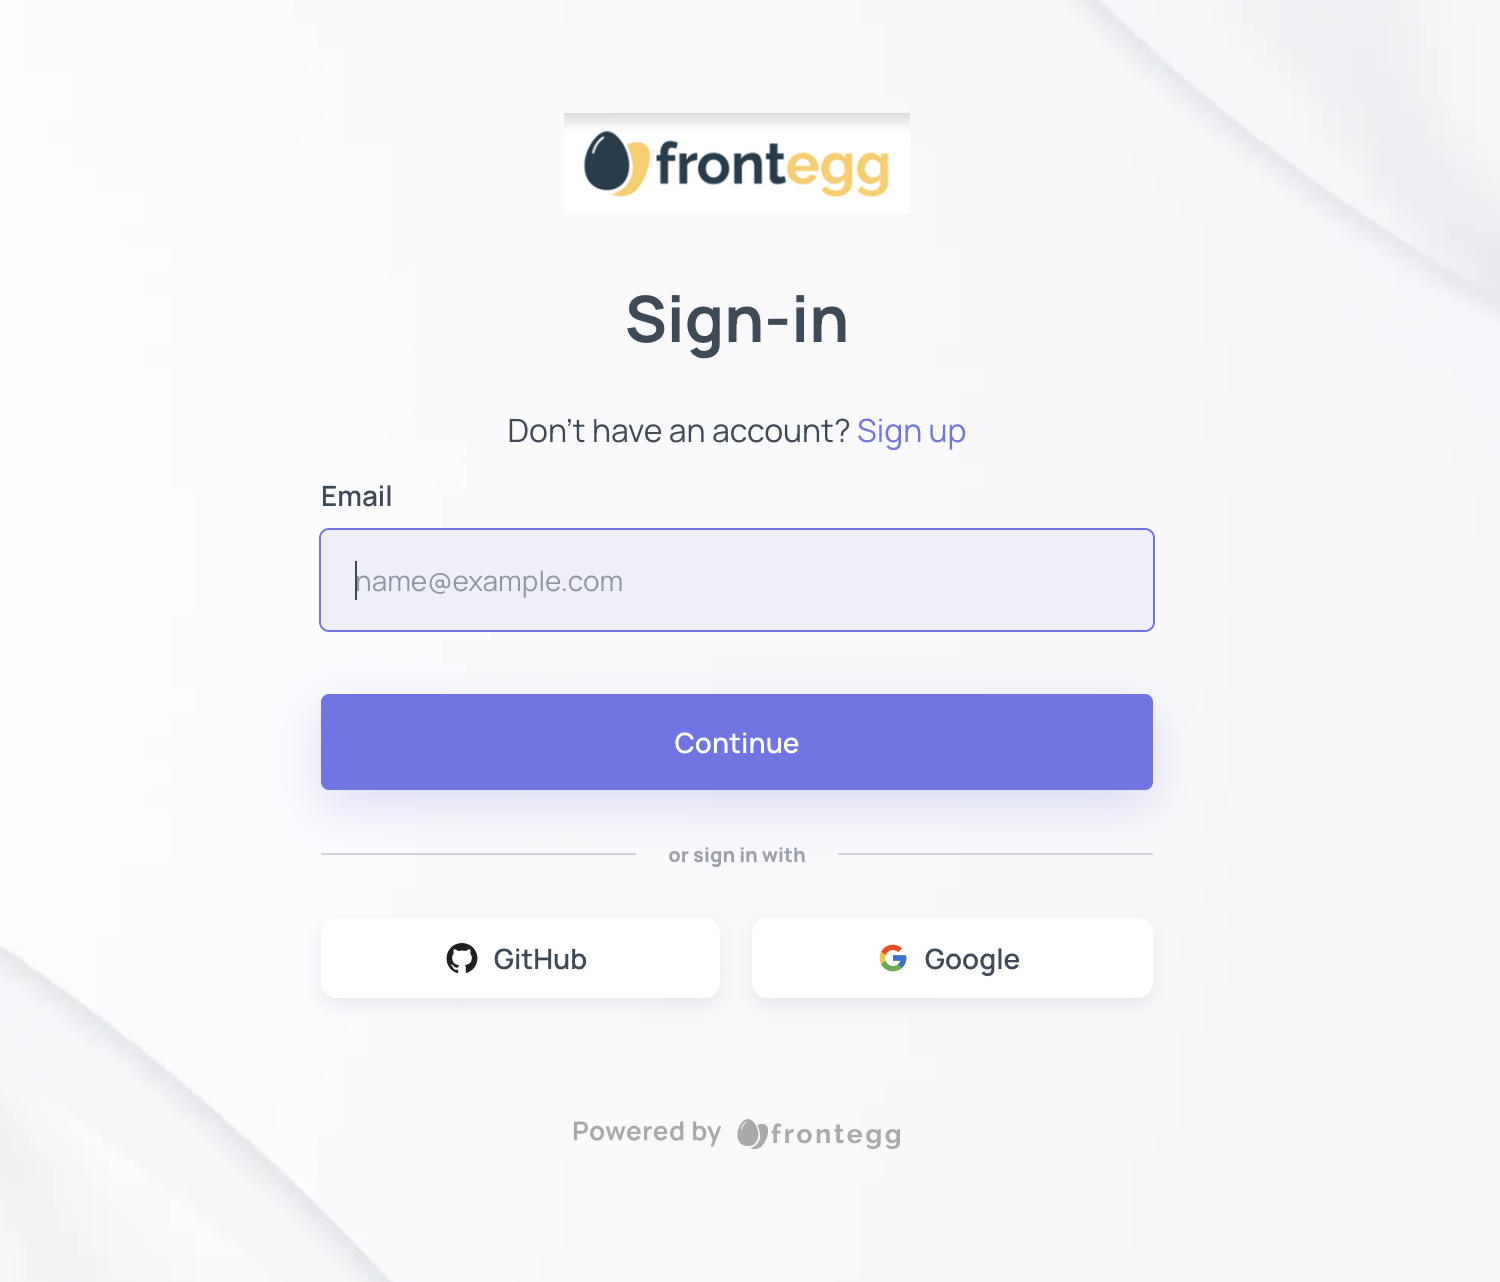 frontegg
Sign-in
Don't have an account? Sign up
Email
name@example.com
Continue
or sign in with
GitHub
Google
Powered by frontegg